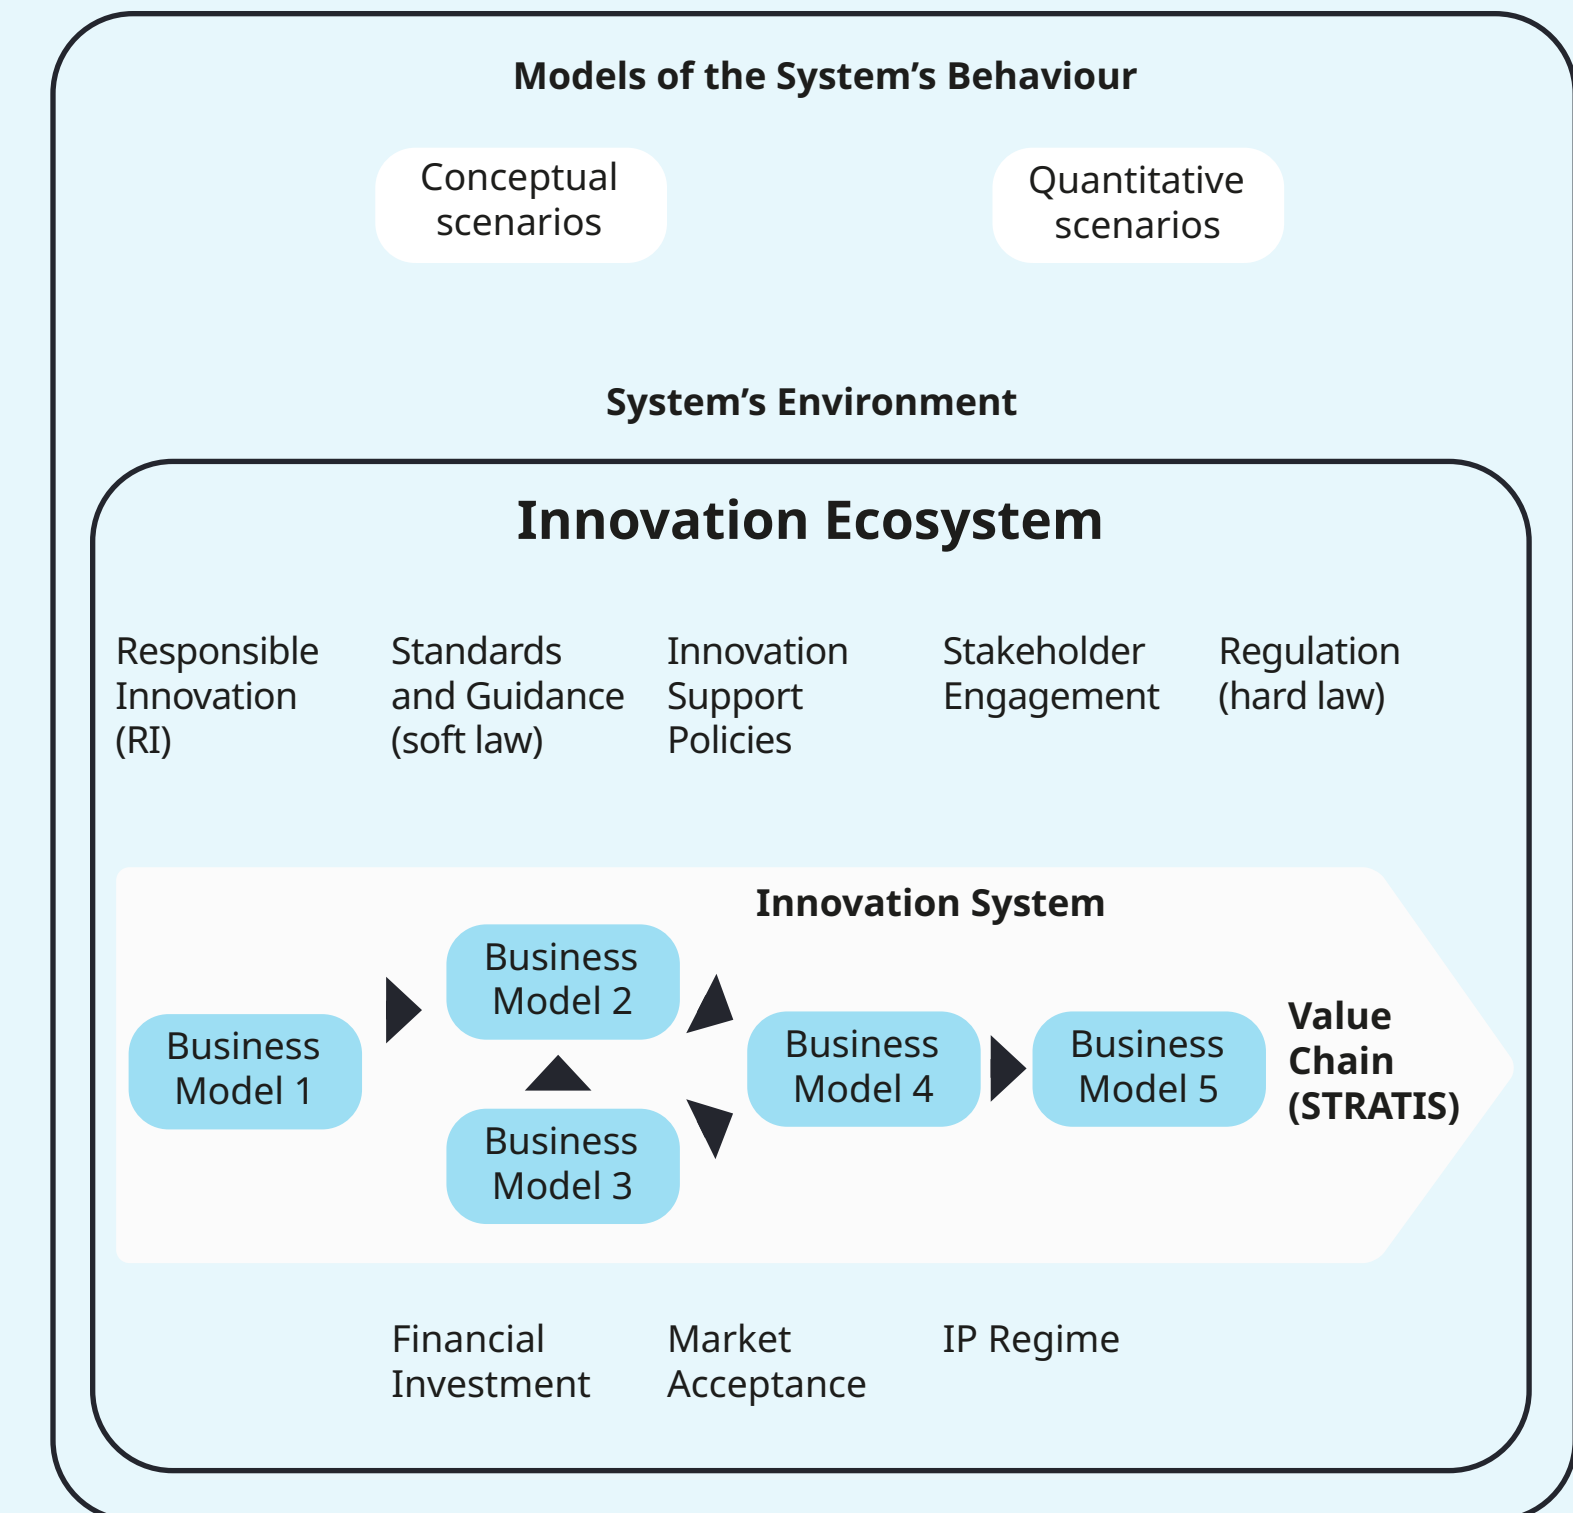 Models of the System’s Behaviour
Conceptual
scenarios
Quantitative
scenarios
System’s Environment
Innovation Ecosystem
Responsible
Innovation
(RI)
Standards
and Guidance
(soft law)
Innovation
Support
Policies
Stakeholder
Engagement
Regulation
(hard law)
Innovation System
Business
Model 1
Business
Model 2
Business
Model 3
Business
Model 4
Business
Model 5
Value
Chain
(STRATIS)
Financial
Investment
Market
Acceptance
IP Regime